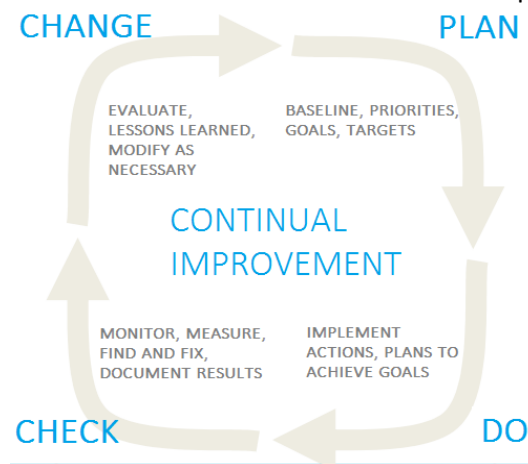 CHANGE
PLAN
EVALUATE,
LESSONS LEARNED,
MODIFY AS
NECESSARY
BASELINE, PRIORITIES,
GOALS, TARGETS
CONTINUAL
IMPROVEMENT
MONITOR, MEASURE,
FIND AND FIX,
DOCUMENT RESULTS
IMPLEMENT
ACTIONS, PLANS TO
ACHIEVE GOALS
CHECK
DO